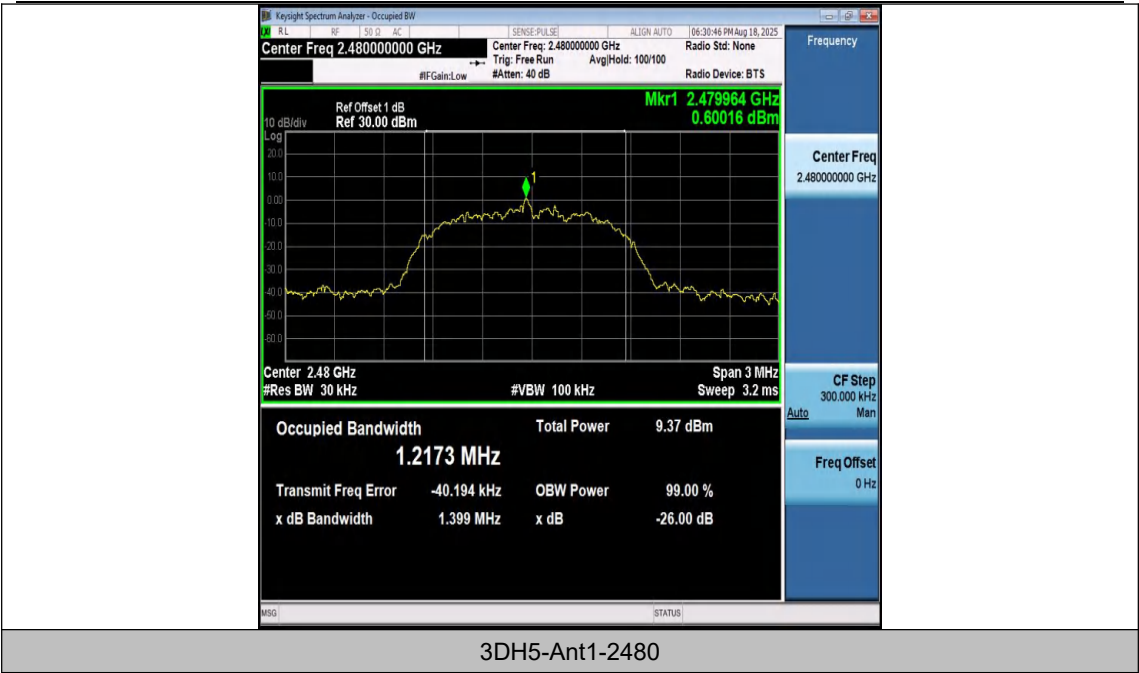 Keysight Spectrum Analyzer - Occupied BW
RL RF 50 Ω AC SENSE:PULSE ALIGN AUTO 06:30:46 PM Aug 18, 2025
Center Freq 2.480000000 GHz
Center Freq: 2.480000000 GHz Radio Std: None
Trig: Free Run Avg|Hold: 100/100
#IFGain:Low #Atten: 40 dB Radio Device: BTS
Frequency
Mkr1 2.479964 GHz
0.60016 dBm
Ref Offset 1 dB
10 dB/div Ref 30.00 dBm
Log
20.0
10.0
0.00
-10.0
-20.0
-30.0
-40.0
-50.0
-60.0
1
Center Freq
2.480000000 GHz
Center 2.48 GHz Span 3 MHz
#Res BW 30 kHz #VBW 100 kHz Sweep 3.2 ms
CF Step
300.000 kHz
Auto Man
Occupied Bandwidth Total Power 9.37 dBm
1.2173 MHz
Transmit Freq Error -40.194 kHz OBW Power 99.00 %
x dB Bandwidth 1.399 MHz x dB -26.00 dB
Freq Offset
0 Hz
MSG STATUS
3DH5-Ant1-2480